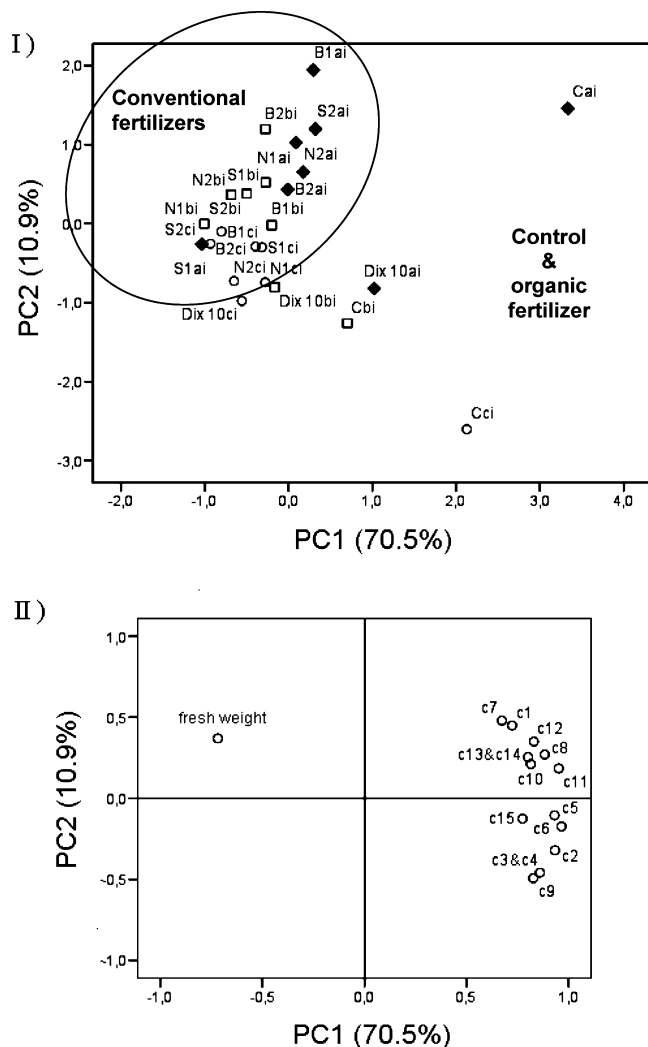 I)
PC2 (10.9%)
2,0
1,0
0,0
-1,0
-2,0
-3,0
Conventional
fertilizers
B1ai
Cai
B2bi
S2ai
N1ai
N2ai
S1bi
N2bi
B2ai
S2bi
N1bi
B1bi
S2ci
B1ci
B2ci
S1ci
S1ai
N2ci
N1ci
Dix 10ci
Dix 10bi
Dix 10ai
Cbi
Cci
Control
&
organic
fertilizer
-2,0 -1,0 0,0 1,0 2,0 3,0 4,0
PC1 (70.5%)
II)
PC2 (10.9%)
1,0
0,5
0,0
-0,5
-1,0
fresh weight
c7
c1
c12
c13&c14
c8
c10
c11
c15
c5
c6
c3&c4
c2
c9
-1,0 -0,5 0,0 0,5 1,0
PC1 (70.5%)